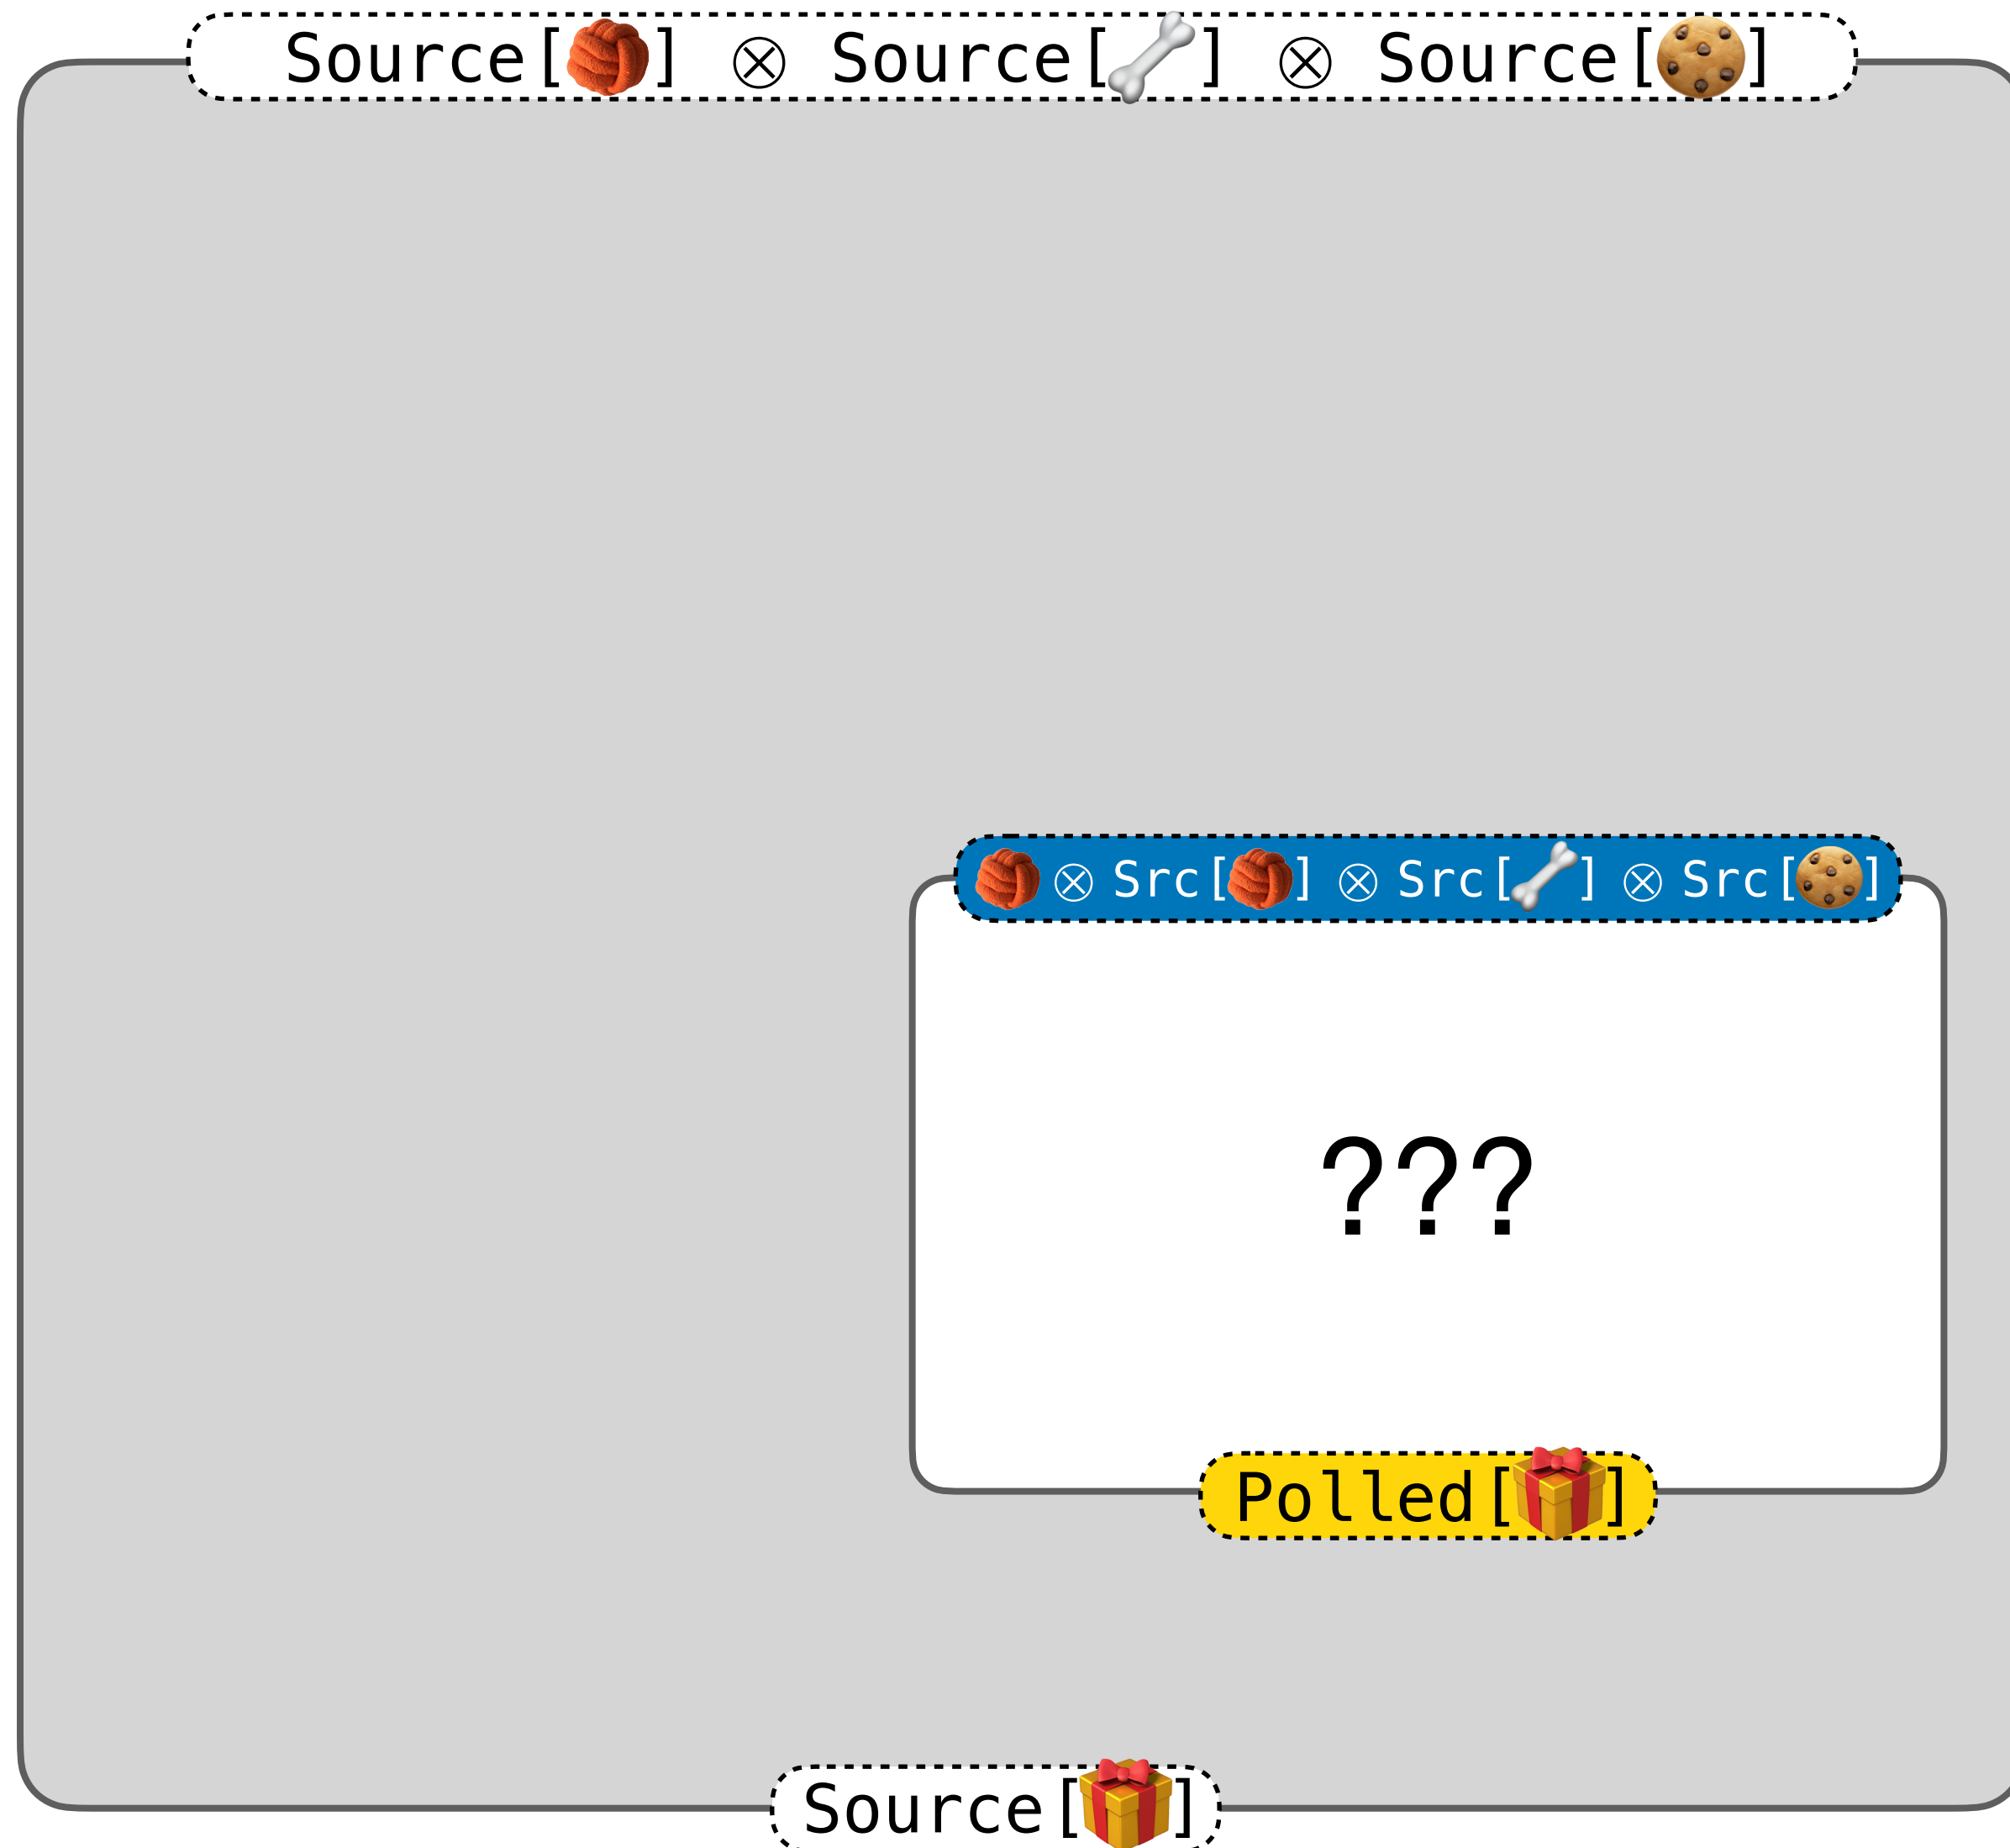 Source[🧶] ⊗ Source[🦴] ⊗ Source[🍪]
🧶 ⊗ Src[🧶] ⊗ Src[🦴] ⊗ Src[🍪]
???
Polled[🎁]
Source[🎁]